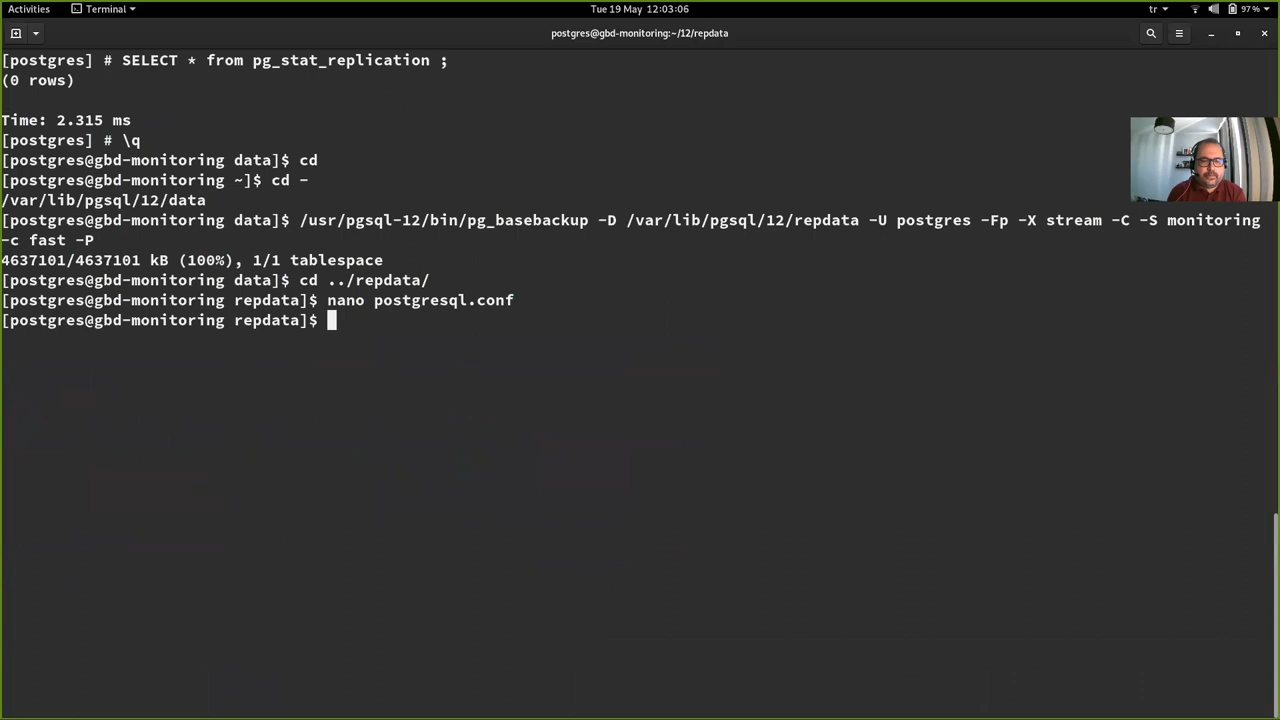 Activities Terminal Tue 19 May 12:03:06 tr 97%
postgres@gbd-monitoring:~/12/repdata
[postgres] # SELECT * from pg_stat_replication ;
(0 rows)
Time: 2.315 ms
[postgres] # \q
[postgres@gbd-monitoring data]$ cd
[postgres@gbd-monitoring ~]$ cd -
/var/lib/pgsql/12/data
[postgres@gbd-monitoring data]$ /usr/pgsql-12/bin/pg_basebackup -D /var/lib/pgsql/12/repdata -U postgres -Fp -X stream -C -S monitoring
-c fast -P
4637101/4637101 kB (100%), 1/1 tablespace
[postgres@gbd-monitoring data]$ cd ../repdata/
[postgres@gbd-monitoring repdata]$ nano postgresql.conf
[postgres@gbd-monitoring repdata]$